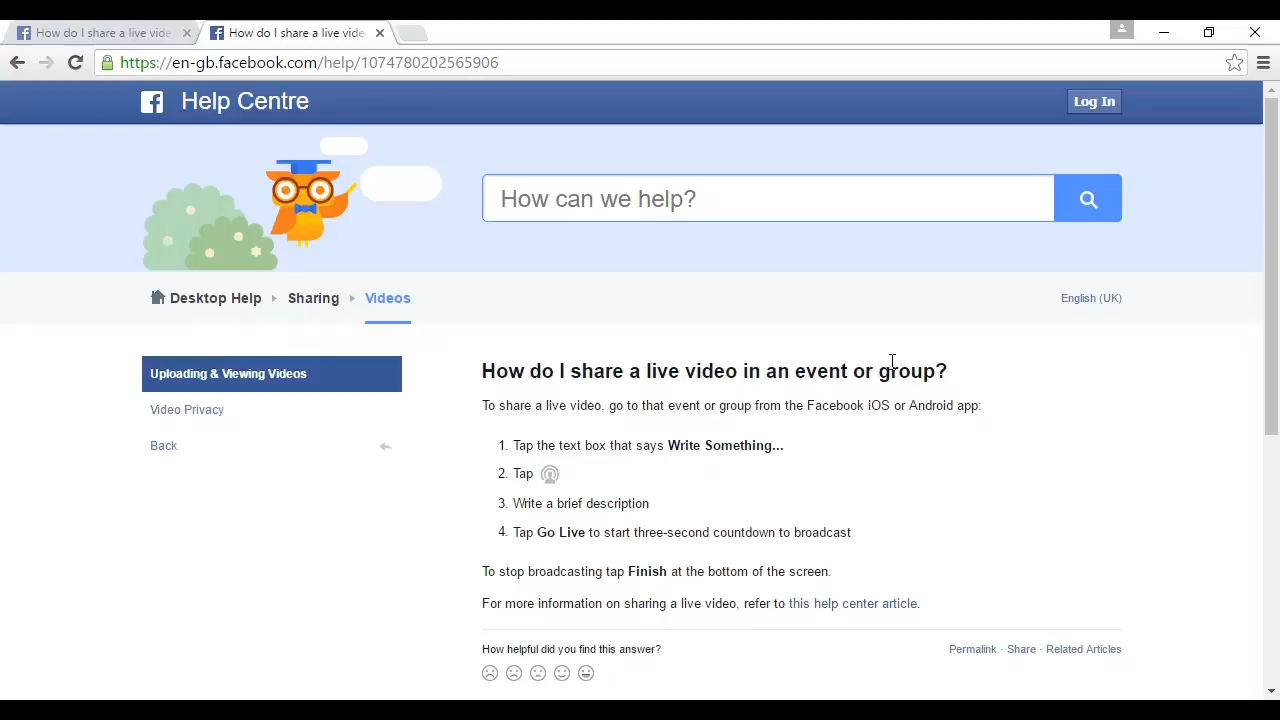 How do I share a live vide
How do I share a live vide
https://en-gb.facebook.com/help/1074780202565906
Help Centre
Log In
How can we help?
Desktop Help
Sharing
Videos
English (UK)
Uploading & Viewing Videos
Video Privacy
Back
How do I share a live video in an event or group?
To share a live video, go to that event or group from the Facebook iOS or Android app:
1. Tap the text box that says Write Something...
2. Tap
3. Write a brief description
4. Tap Go Live to start three-second countdown to broadcast
To stop broadcasting tap Finish at the bottom of the screen.
For more information on sharing a live video, refer to this help center article.
How helpful did you find this answer?
Permalink · Share · Related Articles